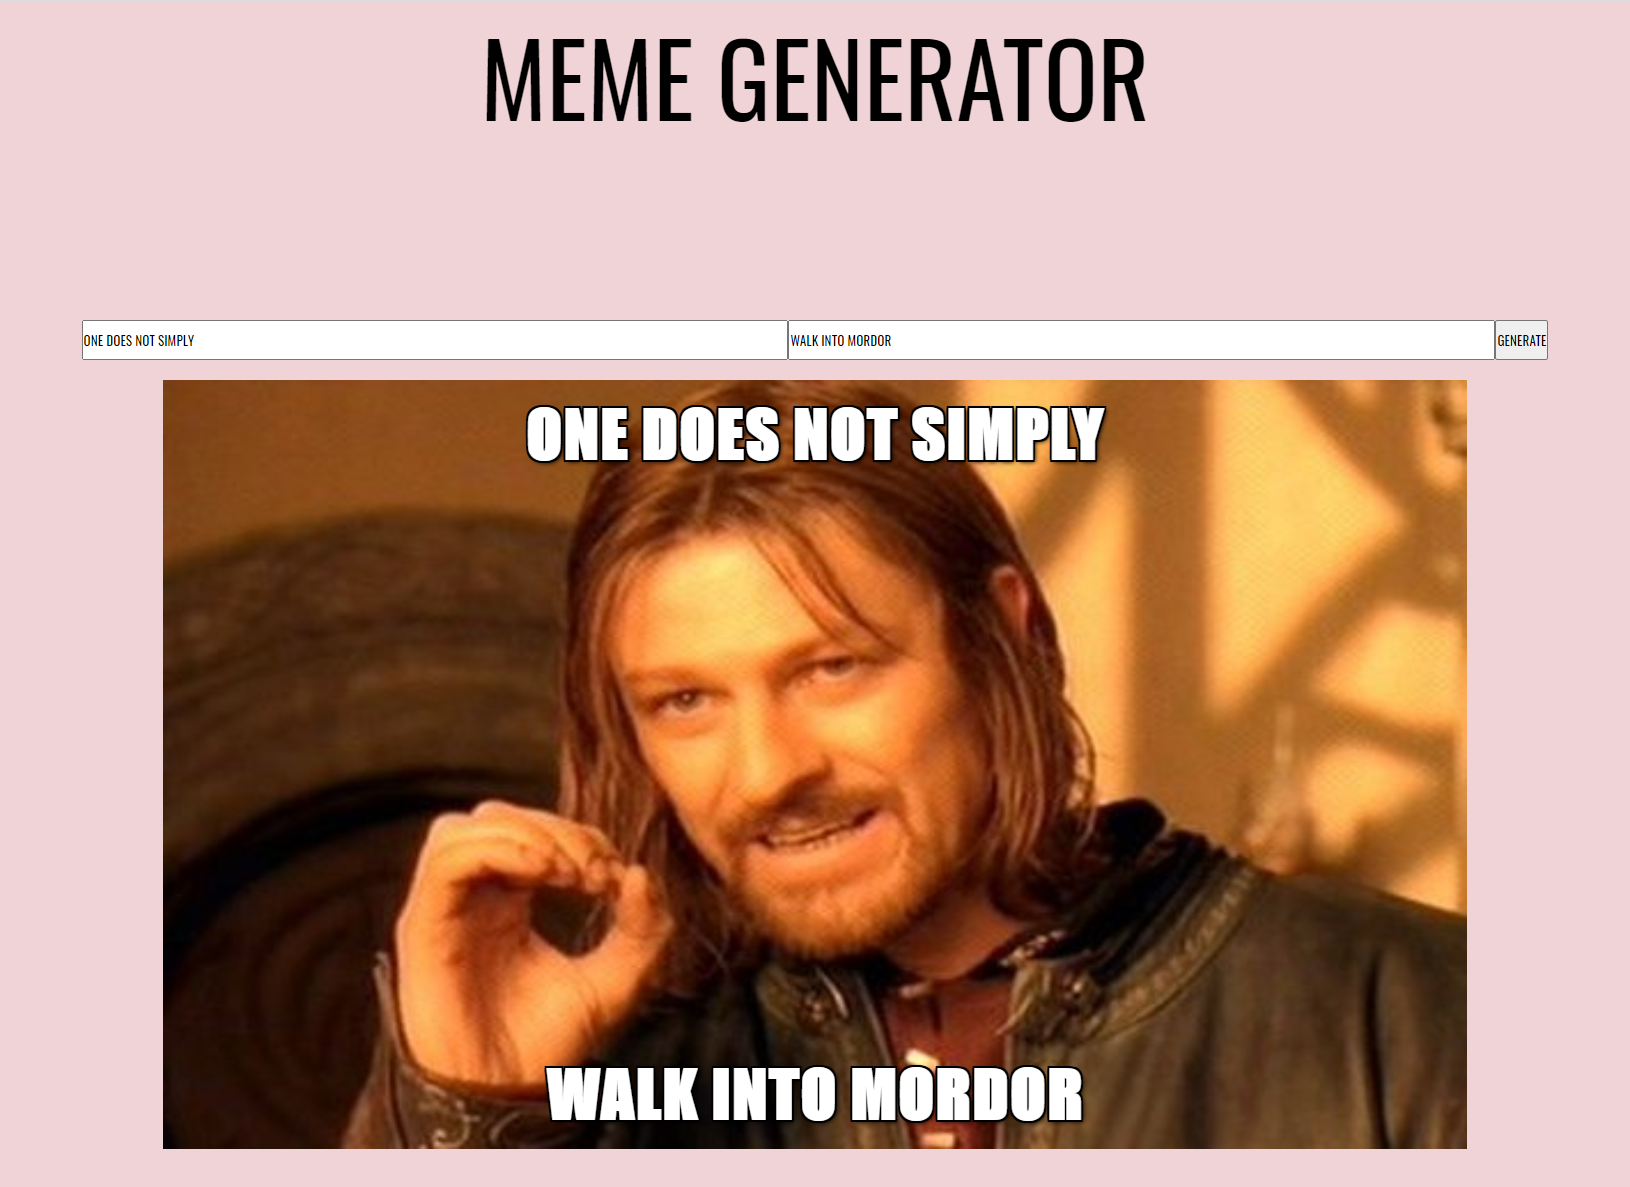 MEME GENERATOR
ONE DOES NOT SIMPLY
WALK INTO MORDOR
GENERATE
ONE DOES NOT SIMPLY
WALK INTO MORDOR